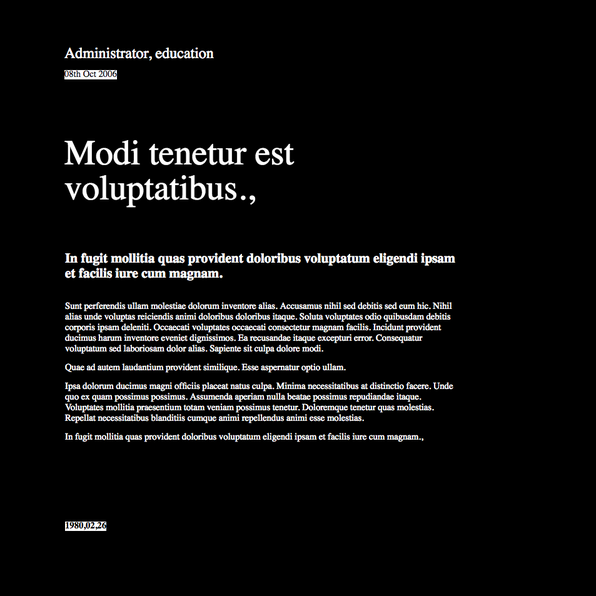 Administrator, education
08th Oct 2006
Modi tenetur est
voluptatibus.,
In fugit mollitia quas provident doloribus voluptatum eligendi ipsam
et facilis iure cum magnam.
Sunt perferendis ullam molestiae dolorum inventore alias. Accusamus nihil sed debitis sed eum hic. Nihil
alias unde voluptas reiciendis animi doloribus doloribus itaque. Soluta voluptates odio quibusdam debitis
corporis ipsam deleniti. Occaecati voluptates occaecati consectetur magnam facilis. Incidunt provident
ducimus harum inventore eveniet dignissimos. Ea recusandae itaque excepturi error. Consequatur
voluptatum sed laboriosam dolor alias. Sapiente sit culpa dolore modi.
Quae ad autem laudantium provident similique. Esse aspernatur optio ullam.
Ipsa dolorum ducimus magni officiis placeat natus culpa. Minima necessitatibus at distinctio facere. Unde
quo ex quam possimus possimus. Assumenda aperiam nulla beatae possimus repudiandae itaque.
Voluptates mollitia praesentium totam veniam possimus tenetur. Doloremque tenetur quas molestias.
Repellat necessitatibus blanditiis cumque animi repellendus animi esse molestias.
In fugit mollitia quas provident doloribus voluptatum eligendi ipsam et facilis iure cum magnam.,
1980,02,26